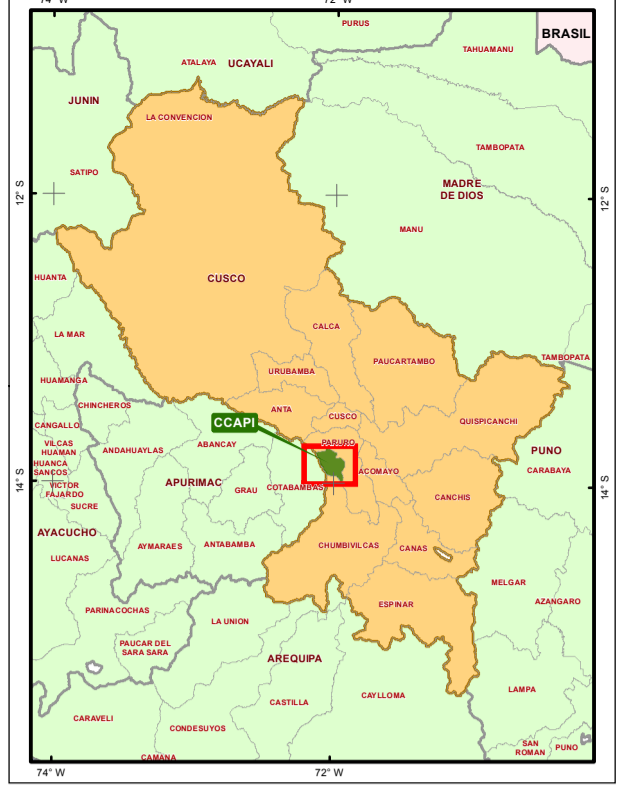 74° W
72° W
PURUS
BRASIL
TAHUAMANU
ATALAYA
UCAYALI
JUNIN
LA CONVENCION
TAMBOPATA
SATIPO
MADRE
DE DIOS
12° S
12° S
MANU
HUANTA
CUSCO
CALCA
LA MAR
PAUCARTAMBO
TAMBOPATA
URUBAMBA
HUAMANGA
CHINCHEROS
ANTA
CUSCO
CCAPI
QUISPICANCHI
CANGALLO
PARURO
VILCAS
HUAMAN
ANDAHUAYLAS
ABANCAY
PUNO
HUANCA
SANCOS
ACOMAYO
CARABAYA
14° S
14° S
APURIMAC
GRAU
COTABAMBAS
VICTOR
FAJARDO
CANCHIS
SUCRE
AYACUCHO
AYMARAES
ANTABAMBA
CHUMBIVILCAS
CANAS
LUCANAS
MELGAR
ESPINAR
AZANGARO
PARINACOCHAS
LA UNION
PAUCAR DEL
SARA SARA
AREQUIPA
LAMPA
CASTILLA
CAYLLOMA
CARAVELI
CONDESUYOS
SAN
ROMAN
PUNO
CAMANA
74° W
72° W